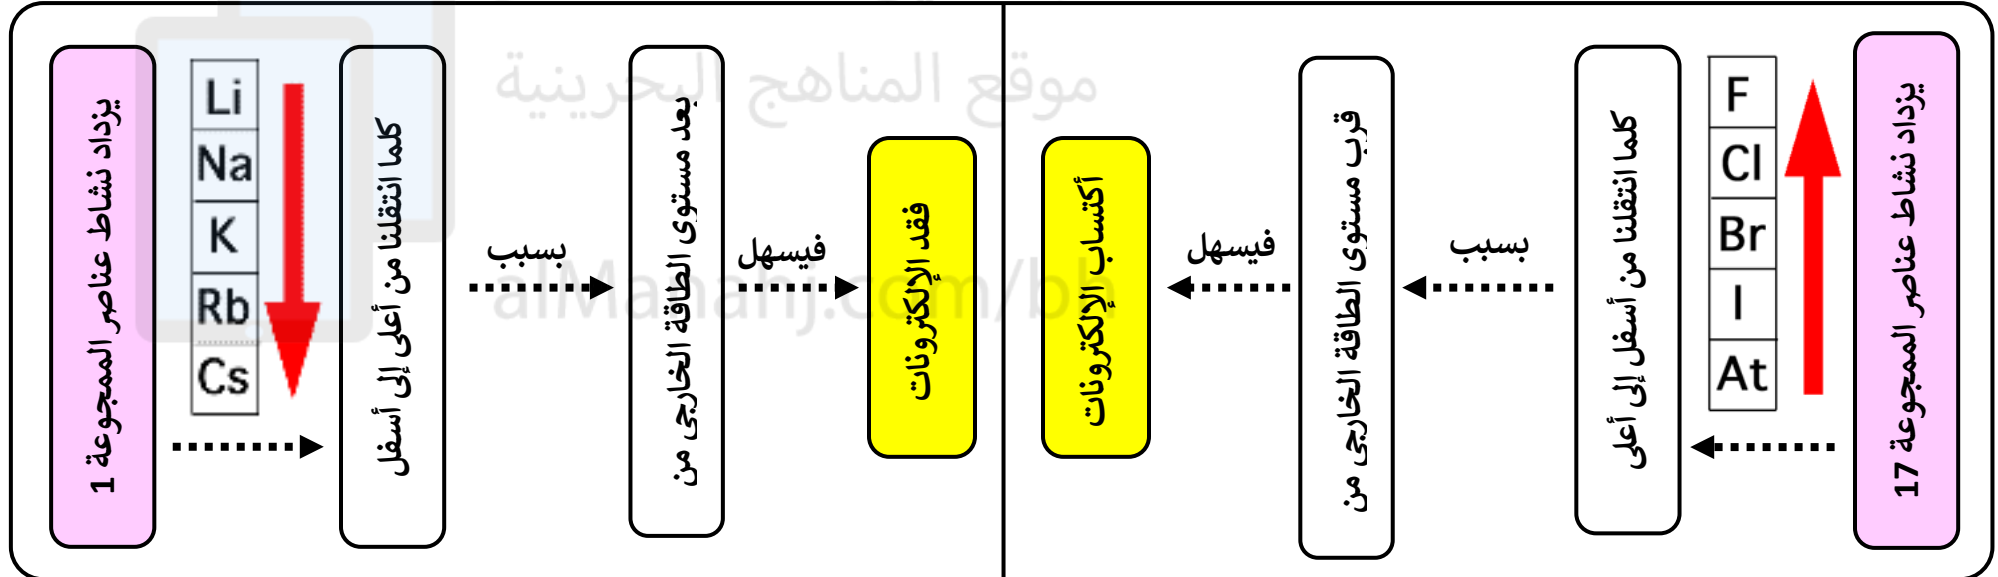 يزداد نشاط عناصر الممجوعة 17
F
Cl
Br
I
At
كلما انتقلنا من أسفل إلى أعلى
بسبب
قرب مستوى الطاقة الخارجي من
فيسهل
أكتساب الإلكترونات
يزداد نشاط عناصر الممجوعة 1
Li
Na
K
Rb
Cs
كلما انتقلنا من أعلى إلى أسفل
بسبب
بعد مستوى الطاقة الخارجي من
فيسهل
فقد الإلكترونات
موقع المناهج البحرينية
alManahj.com/bh